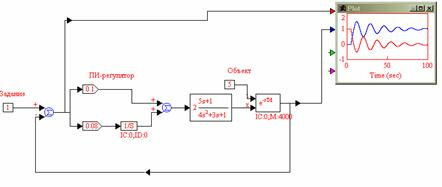 Plot
2
1
0
-1
0 50 100
Time (sec)
Задание
1
ПИ-регулятор
0.1
0.08
1/S
IC:0;ID:0
Объект
5
2
5s+1
4s²+3s+1
IC:0;M:4000